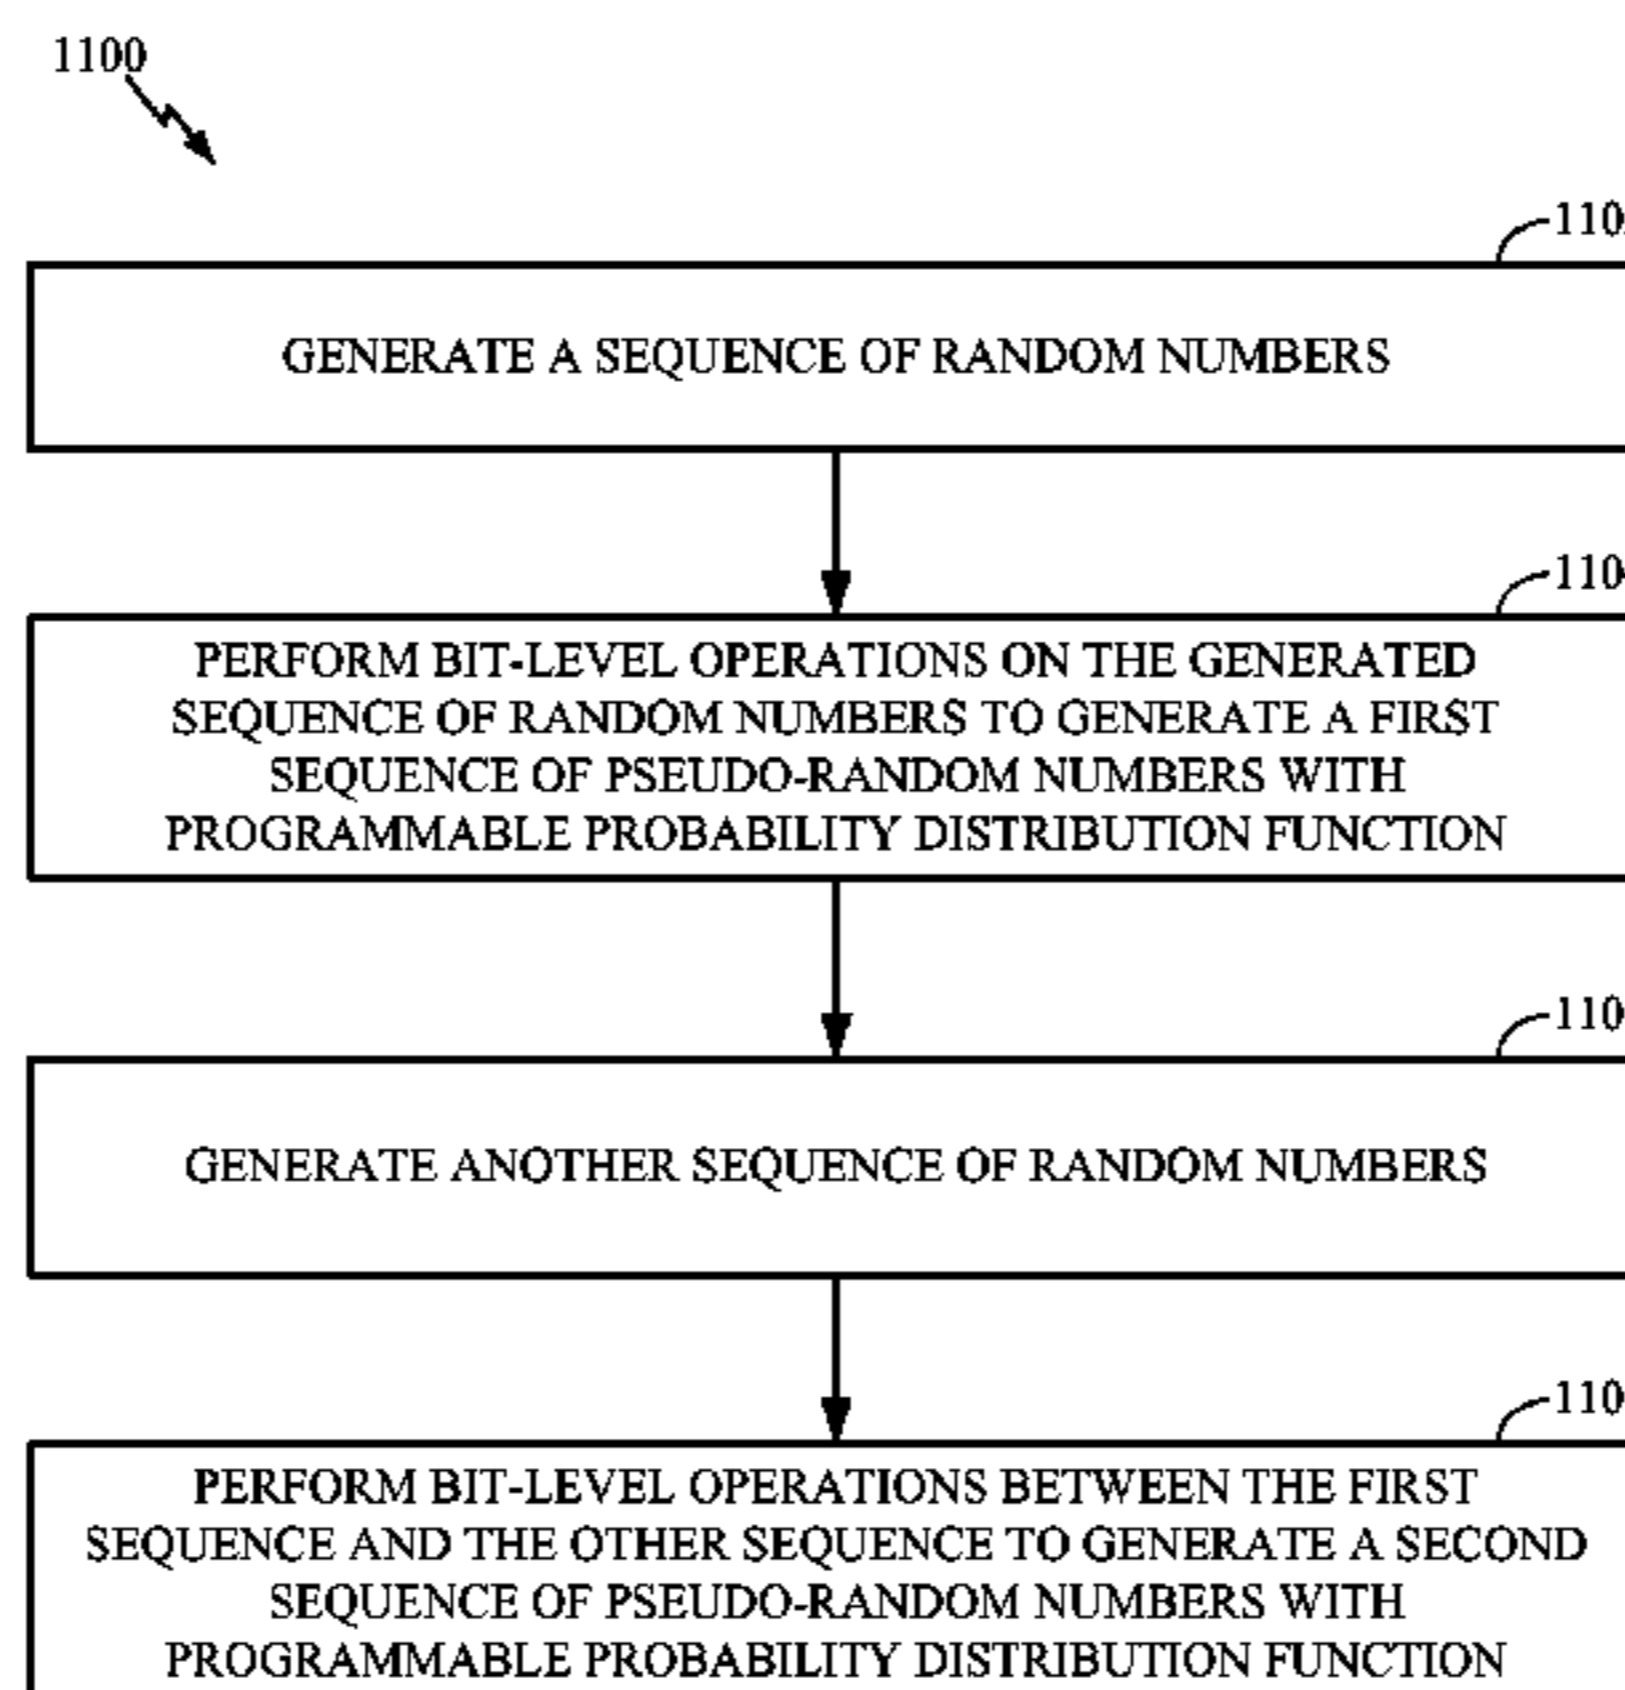 1100
GENERATE A SEQUENCE OF RANDOM NUMBERS
PERFORM BIT-LEVEL OPERATIONS ON THE GENERATED
SEQUENCE OF RANDOM NUMBERS TO GENERATE A FIRST
SEQUENCE OF PSEUDO-RANDOM NUMBERS WITH
PROGRAMMABLE PROBABILITY DISTRIBUTION FUNCTION
GENERATE ANOTHER SEQUENCE OF RANDOM NUMBERS
PERFORM BIT-LEVEL OPERATIONS BETWEEN THE FIRST
SEQUENCE AND THE OTHER SEQUENCE TO GENERATE A SECOND
SEQUENCE OF PSEUDO-RANDOM NUMBERS WITH
PROGRAMMABLE PROBABILITY DISTRIBUTION FUNCTION